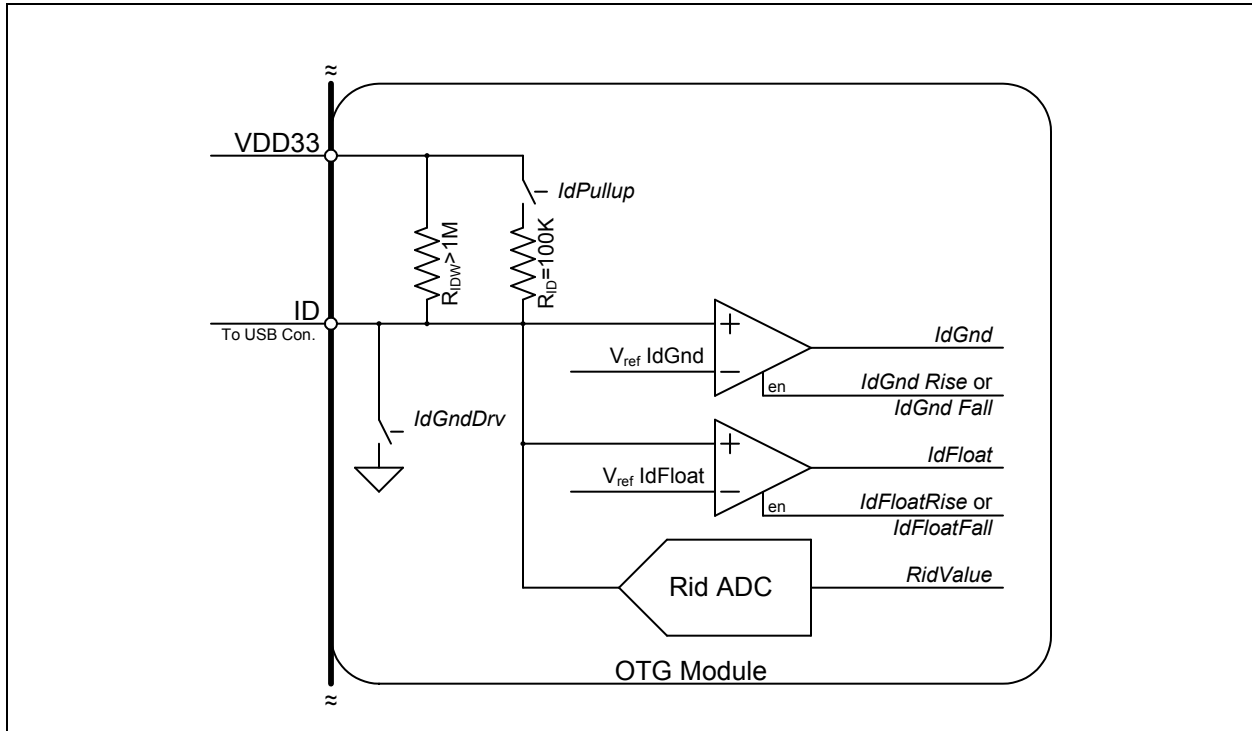 ≈
VDD33
IdPullup
RIDW>1M
RID=100K
ID
To USB Con.
IdGnd
Vref IdGnd
en
IdGnd Rise or
IdGnd Fall
IdGndDrv
IdFloat
Vref IdFloat
en
IdFloatRise or
IdFloatFall
Rid ADC
RidValue
OTG Module
≈